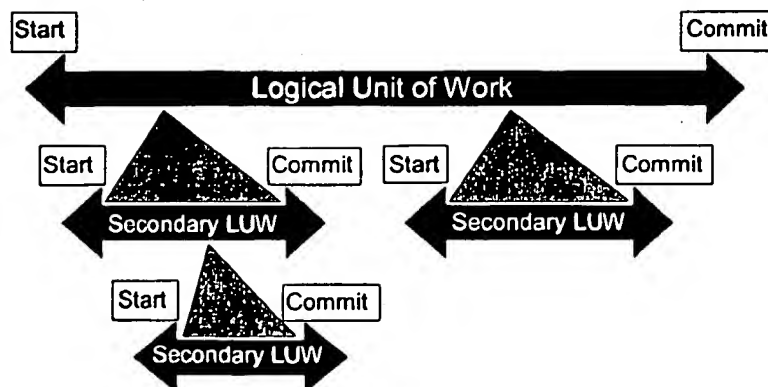 Start
Commit
Logical Unit of Work
Start
Commit
Start
Commit
Secondary LUW
Secondary LUW
Start
Commit
Secondary LUW